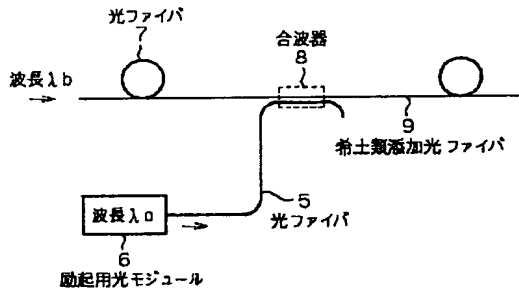 光ファイバ
7
合波器
8
波長λb
9
希土類添加光ファイバ
5
光ファイバ
波長λa
6
励起用光モジュール